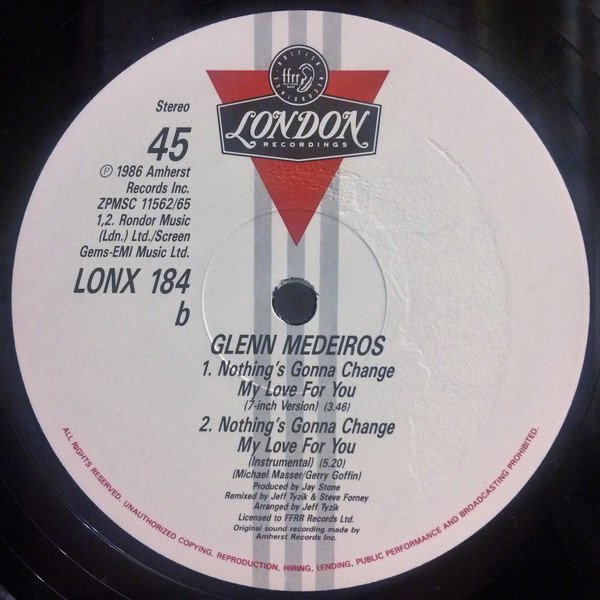 BRITISH RECORDINGS
ffrr
LONDON
RECORDINGS
Stereo
45
℗ 1986 Amherst
Records Inc.
ZPMSC 11562/65
1,2. Rondor Music
(Ldn.) Ltd./Screen
Gems-EMI Music Ltd.
LONX 184
b
GLENN MEDEIROS
1. Nothing's Gonna Change
My Love For You
(7-inch Version) (3.46)
2. Nothing's Gonna Change
My Love For You
(Instrumental) (5.20)
(Michael Masser/Gerry Goffin)
Produced by Jay Stone
Remixed by Jeff Tyzik & Steve Forney
Arranged by Jeff Tyzik
Licensed to FFRR Records Ltd.
Original sound recording made by
Amherst Records Inc.
ALL RIGHTS RESERVED. UNAUTHORIZED COPYING, REPRODUCTION, HIRING, LENDING, PUBLIC PERFORMANCE AND BROADCASTING PROHIBITED.